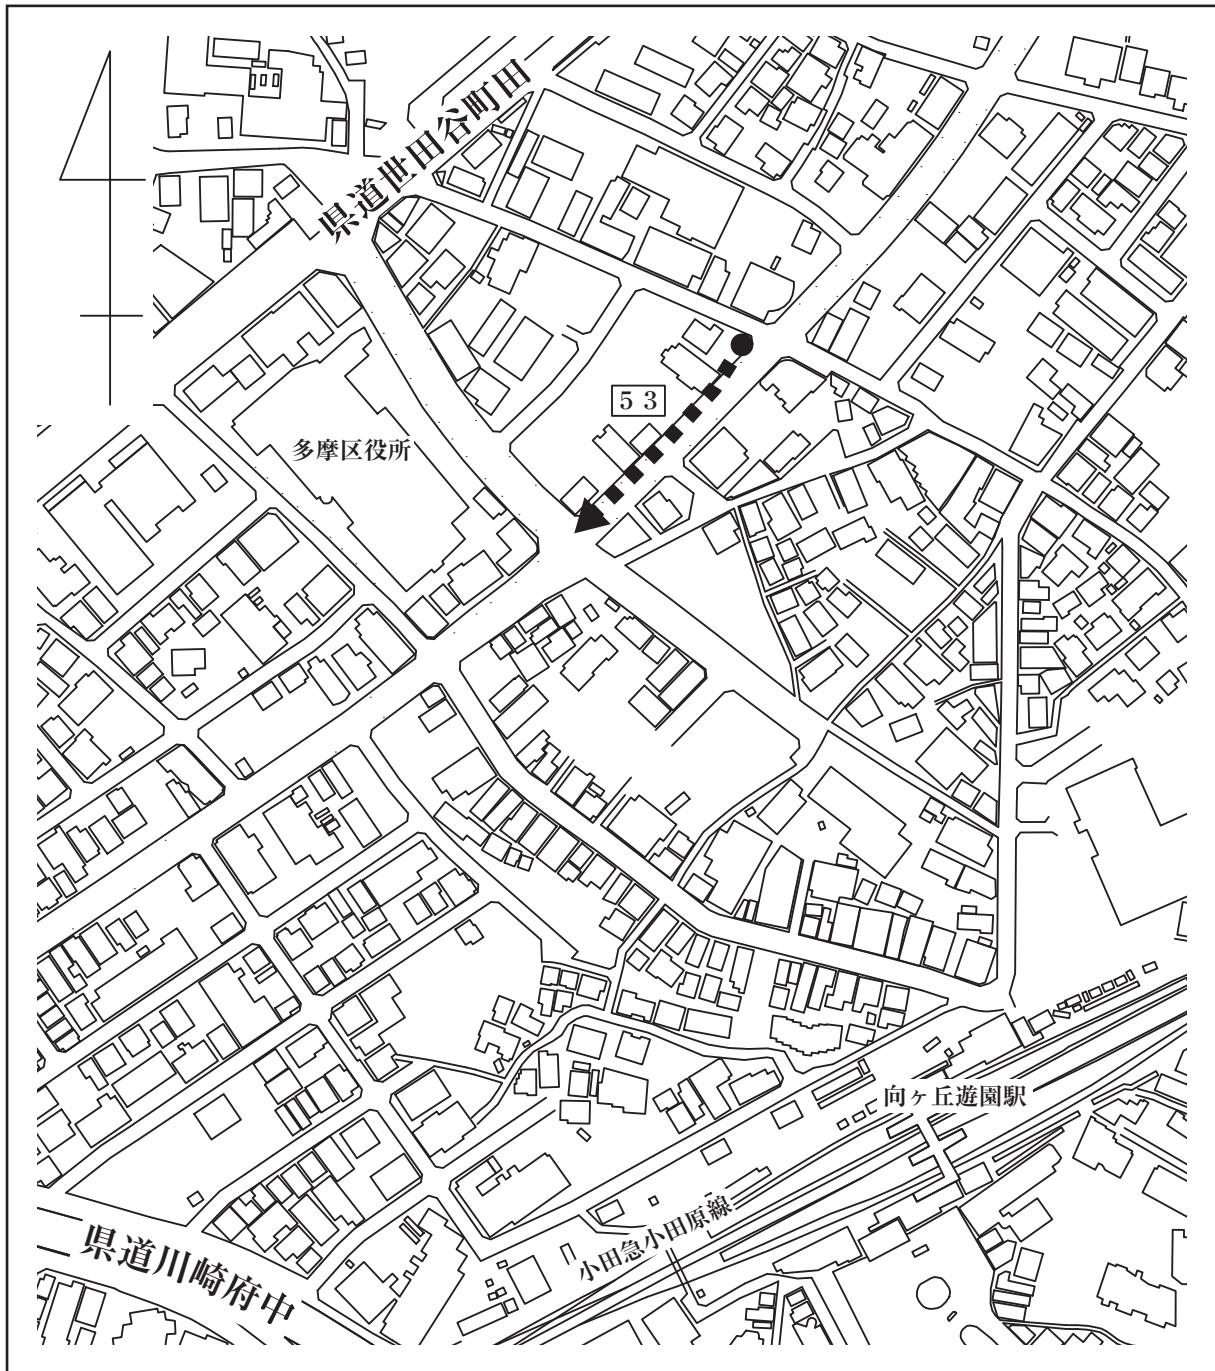 県道世田谷町田
５３
多摩区役所
向ヶ丘遊園駅
小田急小田原線
県道川崎府中